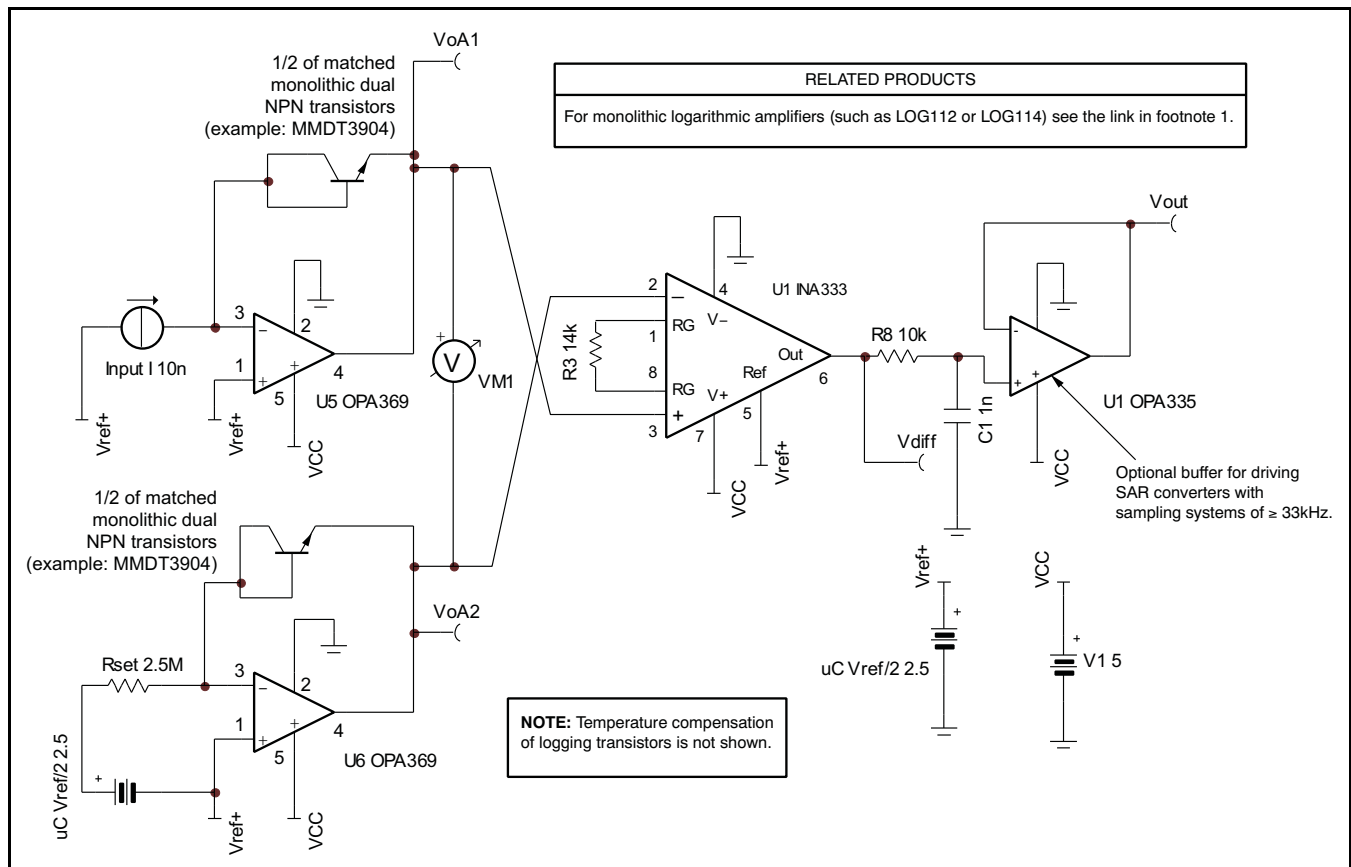 VoA1
1/2 of matched
monolithic dual
NPN transistors
(example: MMDT3904)
RELATED PRODUCTS
For monolithic logarithmic amplifiers (such as LOG112 or LOG114) see the link in footnote 1.
Input I 10n
Vref+
3
−
2
1
+
+
5
4
U5 OPA369
Vref+
VCC
+
V
VM1
2
−
4
U1 INA333
RG
V−
1
R3 14k
8
RG
Out
Ref
6
V+
+
3
7
5
VCC
Vref+
Vdiff
R8 10k
C1 1n
Vout
-
+
+
U1 OPA335
VCC
Optional buffer for driving
SAR converters with
sampling systems of ≥ 33kHz.
1/2 of matched
monolithic dual
NPN transistors
(example: MMDT3904)
VoA2
Rset 2.5M
3
−
2
1
+
+
5
4
U6 OPA369
uC Vref/2 2.5
+
Vref+
VCC
NOTE: Temperature compensation
of logging transistors is not shown.
Vref+
+
uC Vref/2 2.5
VCC
+
V1 5